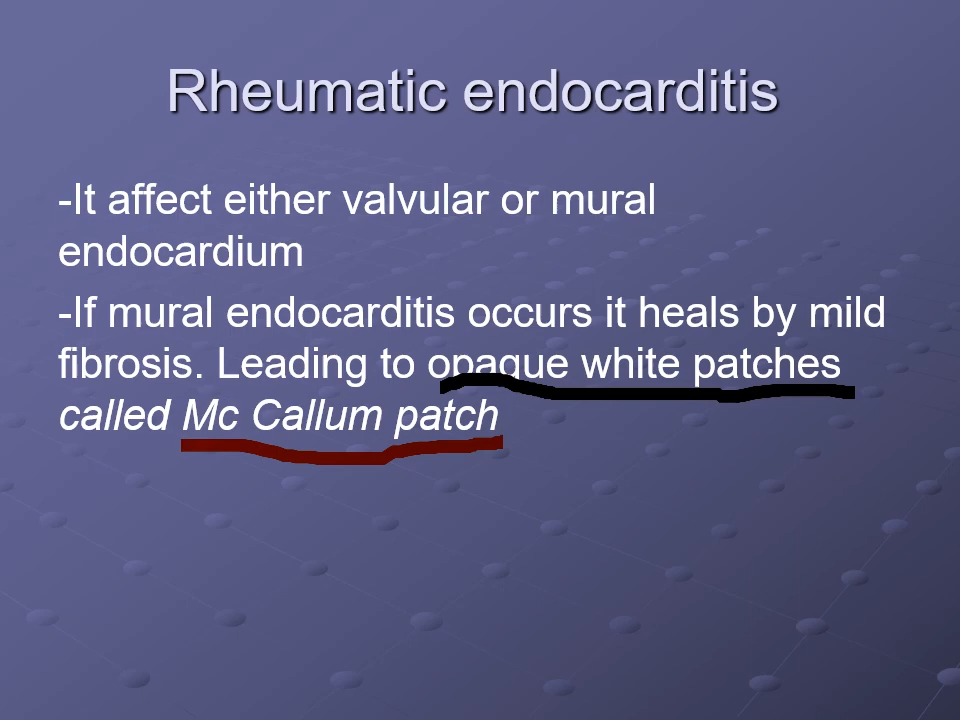 Rheumatic endocarditis
-It affect either valvular or mural
endocardium
-If mural endocarditis occurs it heals by mild
fibrosis. Leading to opaque white patches
called Mc Callum patch